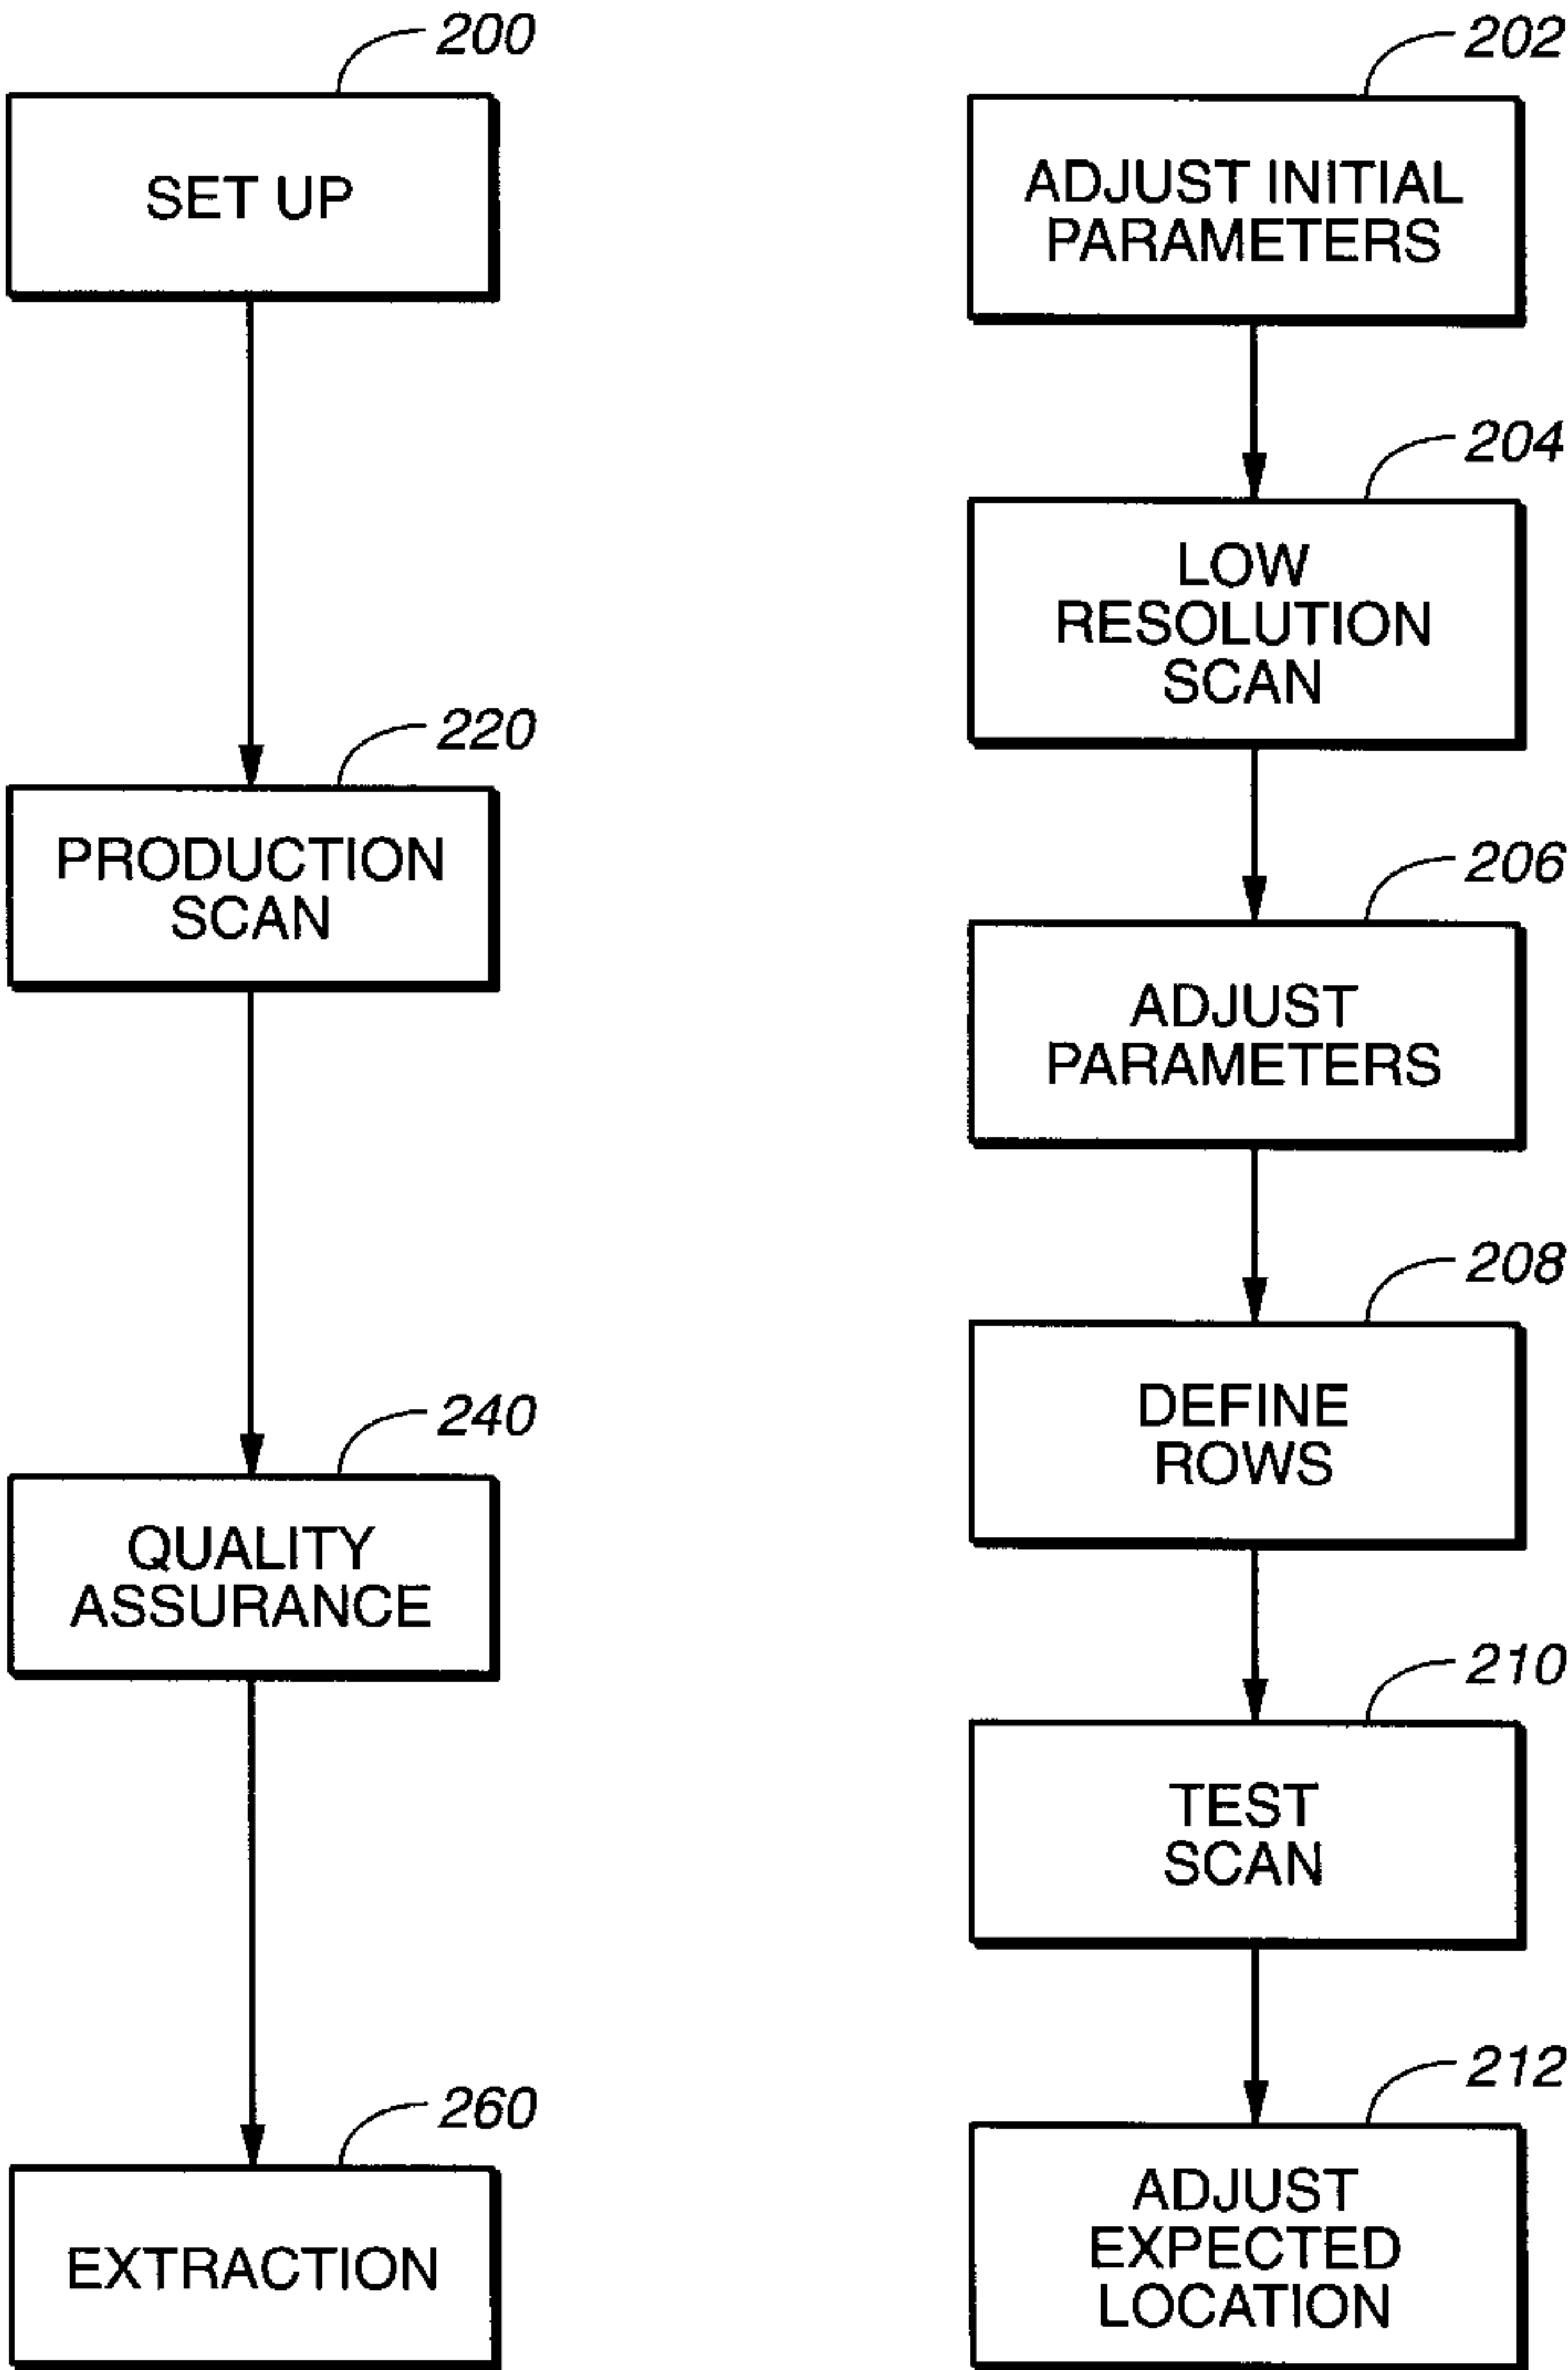 200
SET UP
220
PRODUCTION
SCAN
240
QUALITY
ASSURANCE
260
EXTRACTION
202
ADJUST INITIAL
PARAMETERS
204
LOW
RESOLUTION
SCAN
206
ADJUST
PARAMETERS
208
DEFINE
ROWS
210
TEST
SCAN
212
ADJUST
EXPECTED
LOCATION